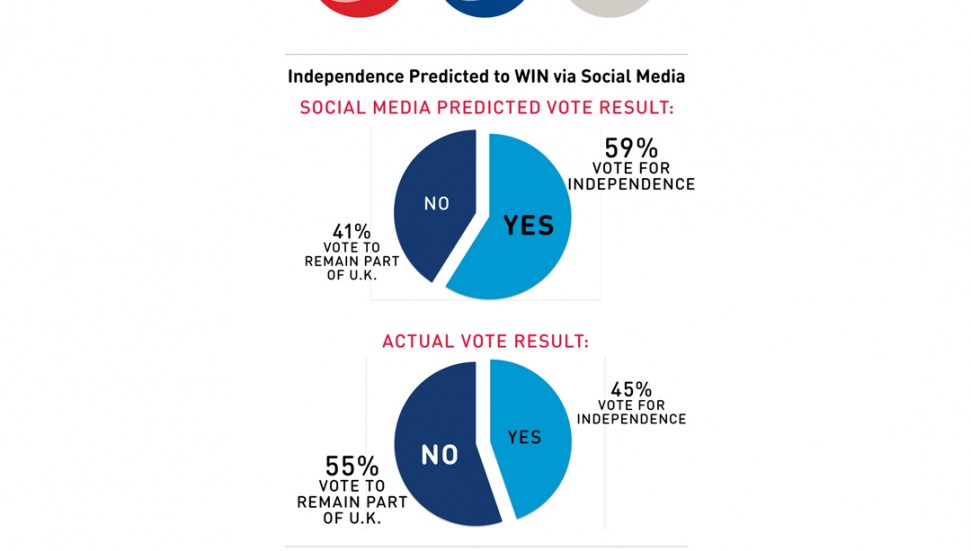 Independence Predicted to WIN via Social Media
SOCIAL MEDIA PREDICTED VOTE RESULT:
59%
VOTE FOR
INDEPENDENCE
NO
YES
41%
VOTE TO
REMAIN PART
OF U.K.
ACTUAL VOTE RESULT:
45%
VOTE FOR
INDEPENDENCE
YES
NO
55%
VOTE TO
REMAIN PART
OF U.K.